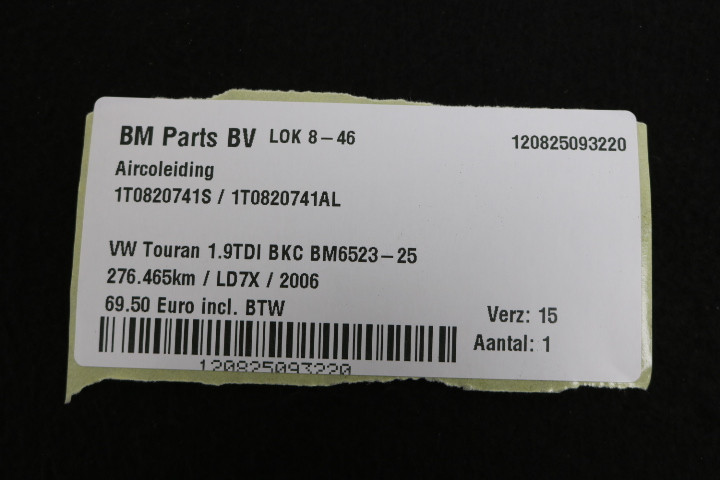 BM Parts BV LOK 8-46 120825093220
Aircoleiding
1T0820741S / 1T0820741AL
VW Touran 1.9TDI BKC BM6523-25
276.465km / LD7X / 2006
69.50 Euro incl. BTW
Verz: 15
Aantal: 1
120825093220